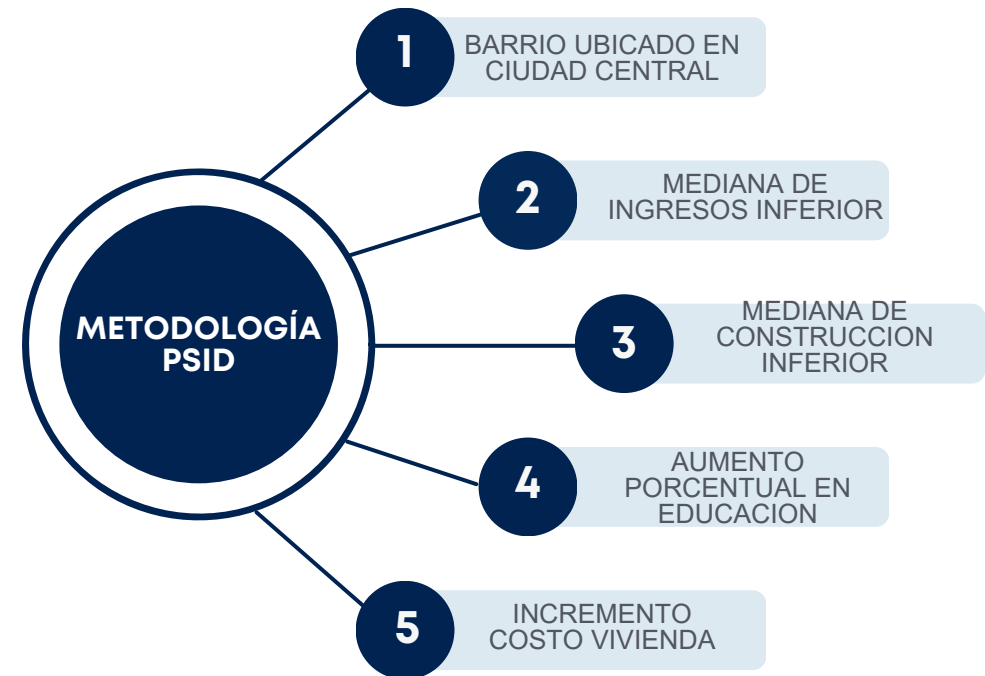 METODOLOGÍA
PSID
1
BARRIO UBICADO EN
CIUDAD CENTRAL
2
MEDIANA DE
INGRESOS INFERIOR
3
MEDIANA DE
CONSTRUCCION
INFERIOR
4
AUMENTO
PORCENTUAL EN
EDUCACION
5
INCREMENTO
COSTO VIVIENDA